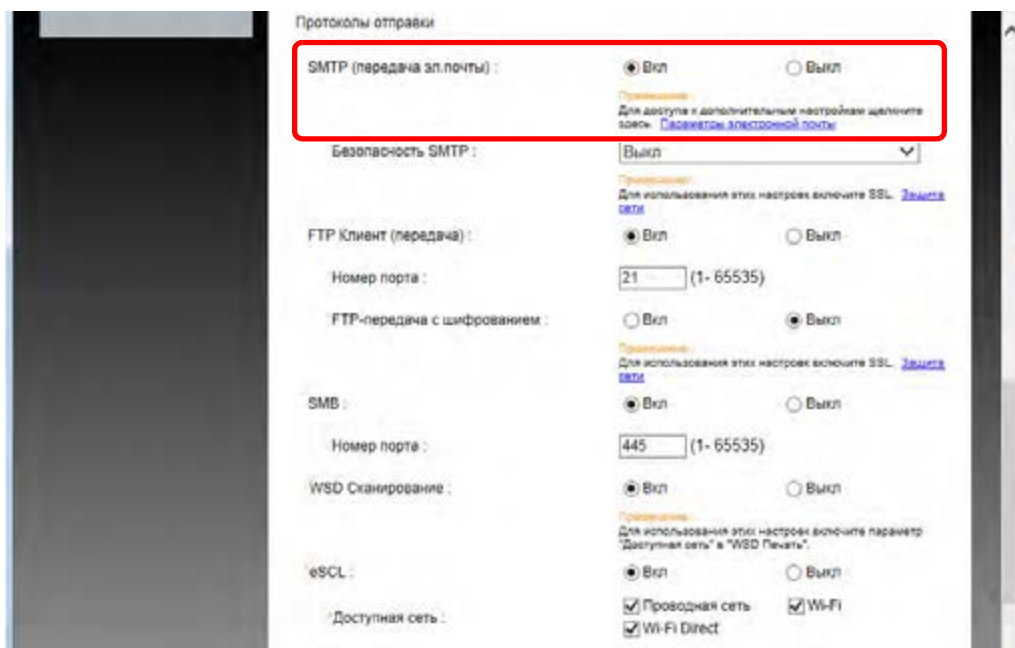 Протоколы отправки
SMTP (передача эл.почты) : Вкл Выкл
Примечание :
Для доступа к дополнительным настройкам щелкните
здесь. Параметры электронной почты
Безопасность SMTP : Выкл
Примечание :
Для использования этих настроек включите SSL. Защита
сети
FTP Клиент (передача) : Вкл Выкл
Номер порта : 21 (1- 65535)
FTP-передача с шифрованием : Вкл Выкл
Примечание :
Для использования этих настроек включите SSL. Защита
сети
SMB : Вкл Выкл
Номер порта : 445 (1- 65535)
WSD Сканирование : Вкл Выкл
Примечание :
Для использования этих настроек включите параметр
"Доступная сеть" в "WSD Печать".
eSCL : Вкл Выкл
Доступная сеть : Проводная сеть Wi-Fi
Wi-Fi Direct